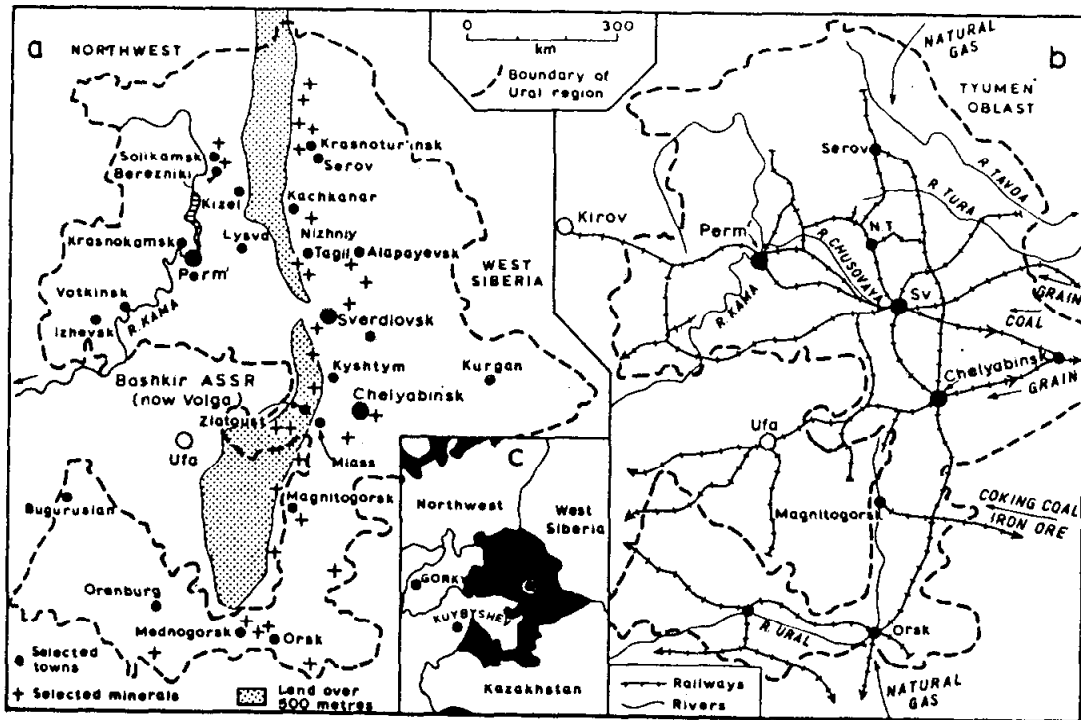 a
NORTHWEST
0 300
km
Boundary of
Ural region
Krasnotur'insk
Serov
Solikamsk
Berezniki
Kizel
Kachkanar
Krasnokamsk
Lysva
Nizhniy
Tagil
Alapayevsk
Perm'
WEST
SIBERIA
Votkinsk
Izhevsk
R. KAMA
Sverdlovsk
Bashkir ASSR
(now Volga)
Kyshtym
Kurgan
Chelyabinsk
Zlatoust
Ufa
Miass
Magnitogorsk
Buguruslan
Orenburg
Mednogorsk
Orsk
Selected
towns
Selected minerals
Land over
500 metres
C
Northwest
West
Siberia
GORKY
KUYBYSHEV
Kazakhstan
b
NATURAL
GAS
TYUMEN
OBLAST
Serov
R. TAVDA
R. TURA
Kirov
Perm'
N.T.
R. CHUSOVAYA
R. KAMA
Sv
GRAIN
COAL
Chelyabinsk
GRAIN
Ufa
Magnitogorsk
COKING COAL
IRON ORE
R. URAL
Orsk
NATURAL
GAS
Railways
Rivers